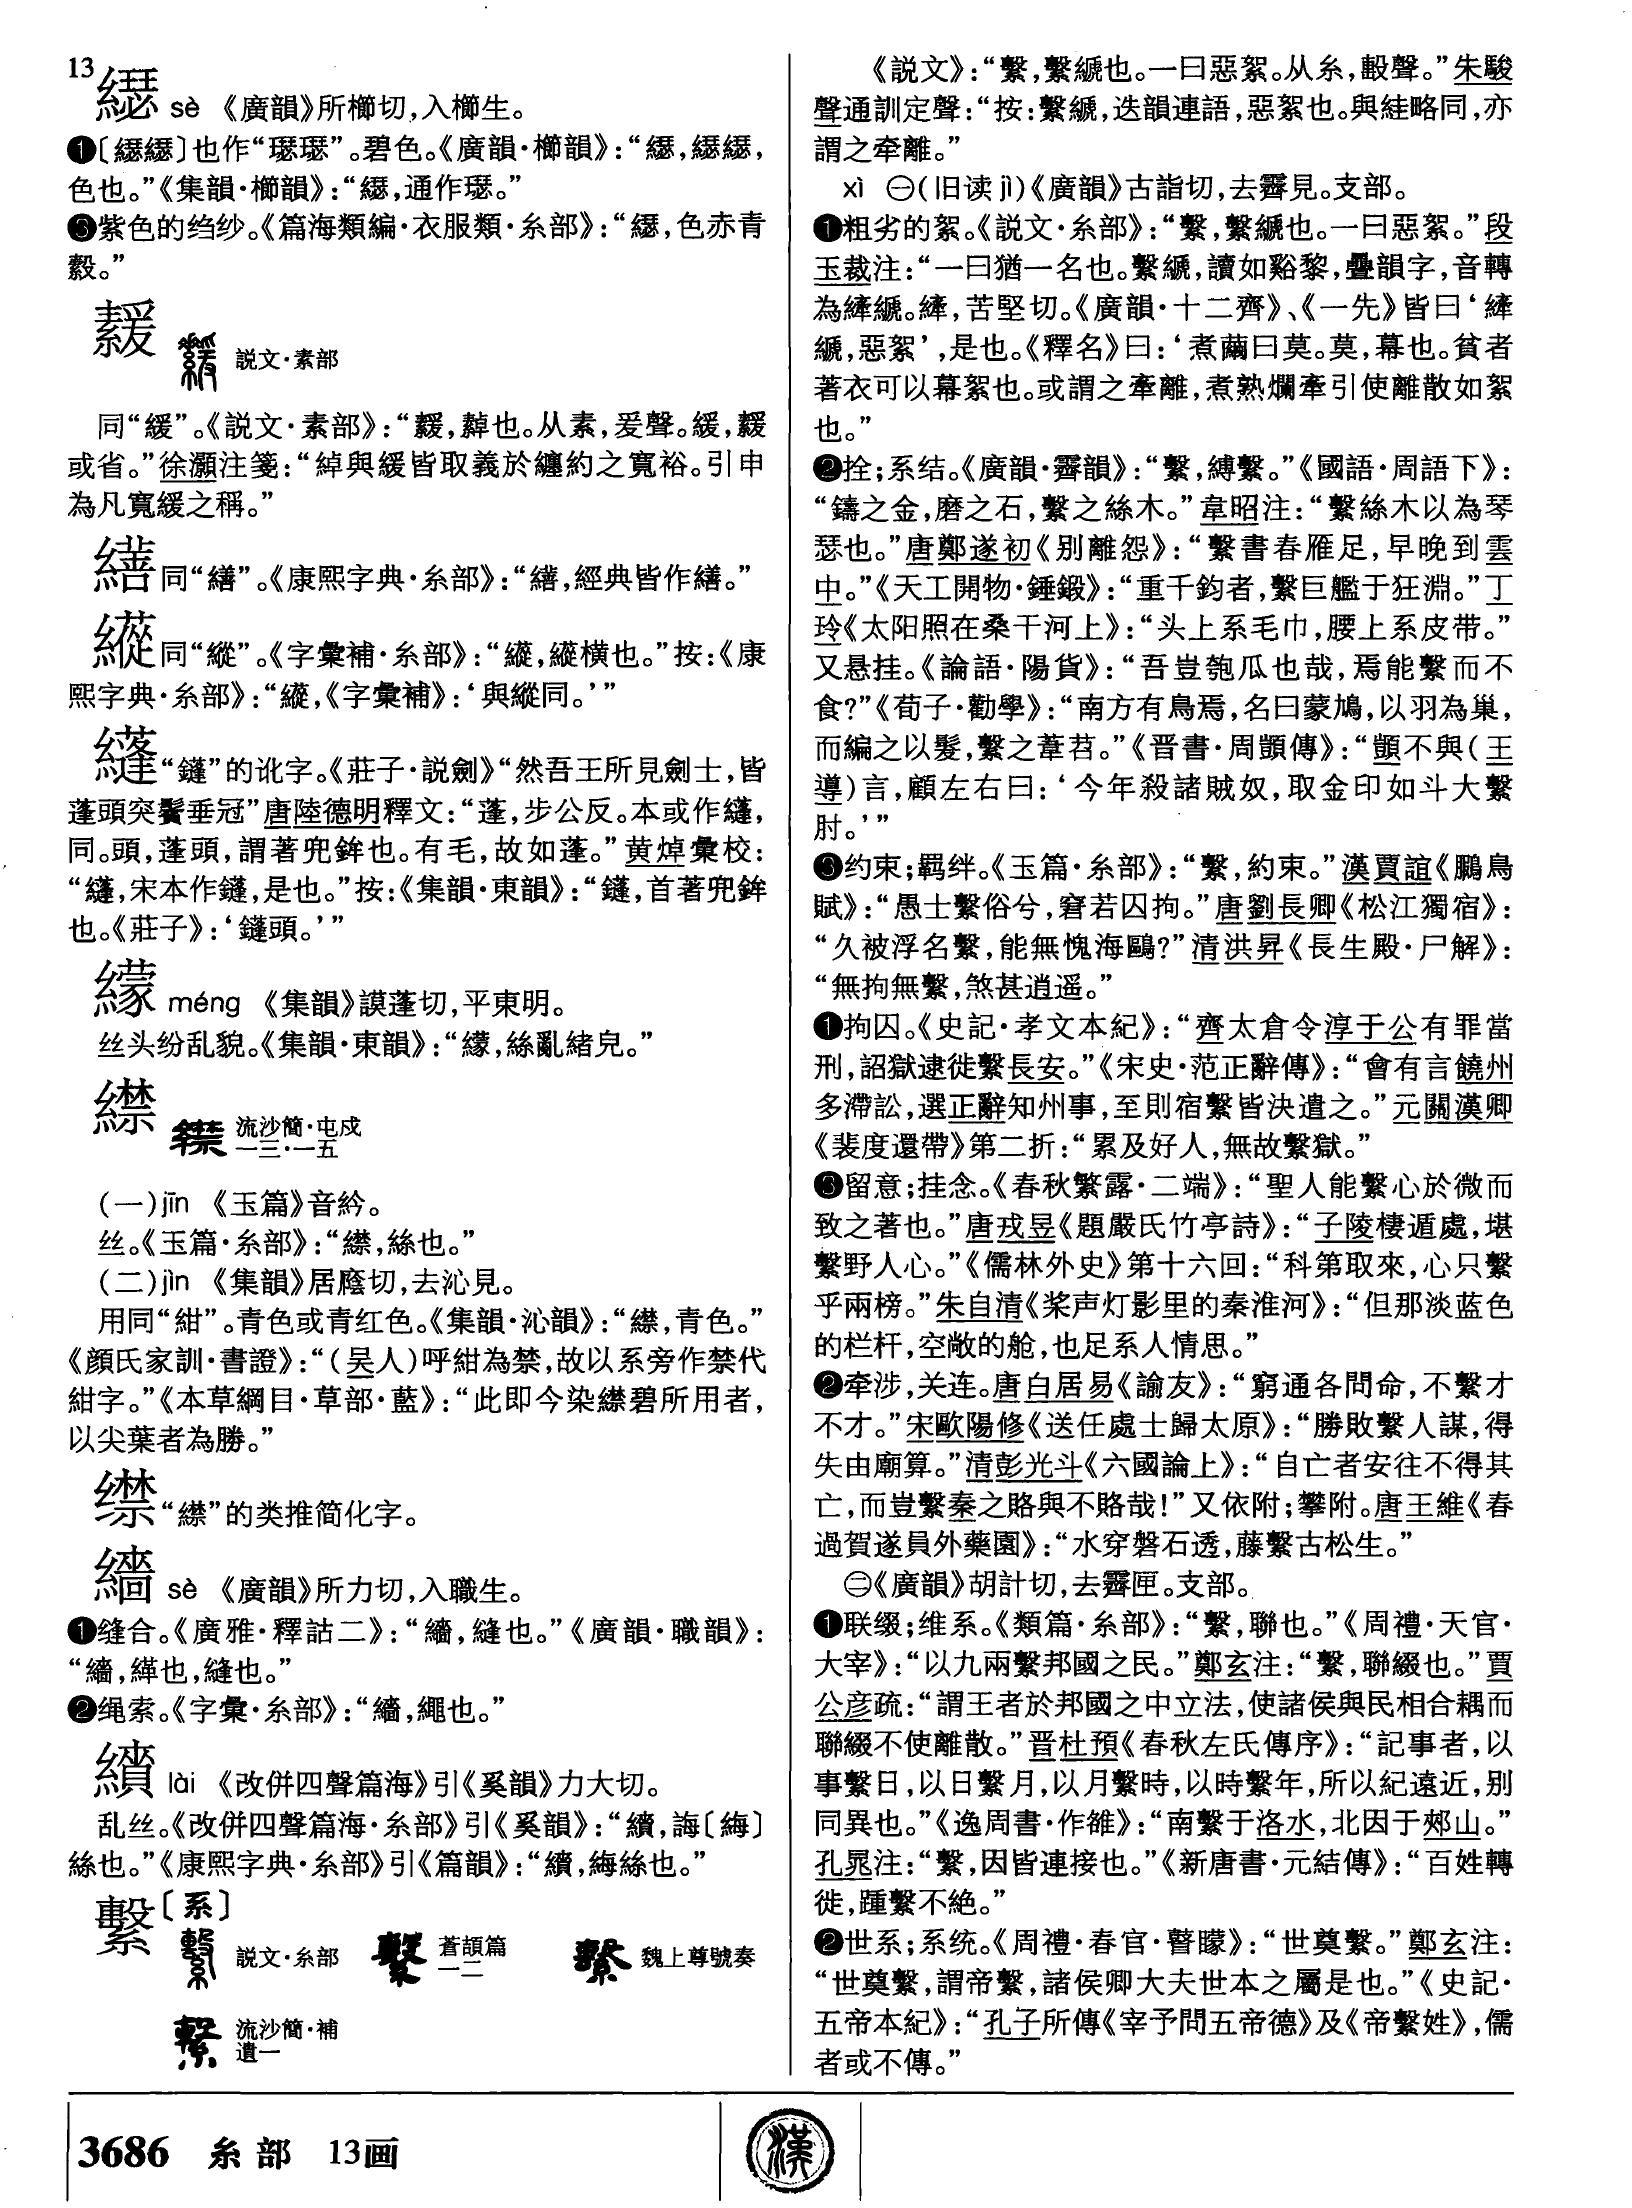 13
𦆄 sè 《廣韻》所櫛切,入櫛生。
❶〔𦆄𦆄〕也作“瑟瑟”。碧色。《廣韻·櫛韻》:“𦆄,𦆄𦆄,
色也。”《集韻·櫛韻》:“𦆄,通作瑟。”
❸紫色的绉纱。《篇海類編·衣服類·糸部》:“𦆄,色赤青
縠。”
䌈 説文·素部
同“緩”。《説文·素部》:“䌈,䋤也。从素,爰聲。緩,䌈
或省。”徐灝注箋:“綽與緩皆取義於纏約之寬裕。引申
為凡寬緩之稱。”
同“繕”。《康熙字典·糸部》:“,經典皆作繕。”
同“縱”。《字彙補·糸部》:“,橫也。”按:《康
熙字典·糸部》:“,《字彙補》:‘與縱同。’”
“鏠”的讹字。《莊子·説劍》“然吾王所見劍士,皆
蓬頭突鬢垂冠”唐陸德明釋文:“蓬,步公反。本或作,
同。頭,蓬頭,謂著兜鉾也。有毛,故如蓬。”黄焯彙校:
“,宋本作鏠,是也。”按:《集韻·東韻》:“鏠,首著兜鉾
也。《莊子》:‘鏠頭。’”
䋽 méng 《集韻》謨蓬切,平東明。
丝头纷乱貌。《集韻·東韻》:“,絲亂緒皃。”
䌝 流沙簡·屯戍
一三·一五
(一)jīn 《玉篇》音紟。
丝。《玉篇·糸部》:“䌝,絲也。”
(二)jìn 《集韻》居廕切,去沁見。
用同“紺”。青色或青红色。《集韻·沁韻》:“䌝,青色。”
《顔氏家訓·書證》:“(吴人)呼紺為禁,故以糸旁作禁代
紺字。”《本草綱目·草部·藍》:“此即今染䌝碧所用者,
以尖葉者為勝。”
“䌝”的类推简化字。
繬 sè 《廣韻》所力切,入職生。
❶缝合。《廣雅·釋詁二》:“繬,縫也。”《廣韻·職韻》:
“繬,緙也,縫也。”
❷绳索。《字彙·糸部》:“繬,繩也。”
lài 《改併四聲篇海》引《奚韻》力大切。
乱丝。《改併四聲篇海·糸部》引《奚韻》:“,誨〔䋦〕
絲也。”《康熙字典·糸部》引《篇韻》:“,䋦絲也。”
繫〔系〕
説文·糸部 蒼頡篇
一二 魏上尊號奏
流沙簡·補
遺一
《説文》:“繫,繫𦃇也。一曰惡絮。从糸,毄聲。”朱駿
聲通訓定聲:“按:繫𦃇,迭韻連語,惡絮也。與絓略同,亦
謂之牽離。”
xì ㊀(旧读jì)《廣韻》古詣切,去霽見。支部。
❶粗劣的絮。《説文·糸部》:“繫,繫𦃇也。一曰惡絮。”段
玉裁注:“一曰猶一名也。繫𦃇,讀如谿黎,疊韻字,音轉
為縴𦃇。縴,苦堅切。《廣韻·十二齊》、《一先》皆曰‘縴
𦃇,惡絮’,是也。《釋名》曰:‘煮繭曰莫。莫,幕也。貧者
著衣可以幕絮也。或謂之牽離,煮熟爛牽引使離散如絮
也。”
❷拴;系结。《廣韻·霽韻》:“繫,縛繫。”《國語·周語下》:
“鑄之金,磨之石,繫之絲木。”韋昭注:“繫絲木以為琴
瑟也。”唐鄭遂初《别離怨》:“繫書春雁足,早晚到雲
中。”《天工開物·錘鍛》:“重千鈞者,繫巨艦于狂淵。”丁
玲《太阳照在桑干河上》:“头上系毛巾,腰上系皮带。”
又悬挂。《論語·陽貨》:“吾豈匏瓜也哉,焉能繫而不
食?”《荀子·勸學》:“南方有鳥焉,名曰蒙鳩,以羽為巢,
而編之以髮,繫之葦苕。”《晋書·周顗傳》:“顗不與(王
導)言,顧左右曰:‘今年殺諸賊奴,取金印如斗大繫
肘。’”
❸约束;羁绊。《玉篇·糸部》:“繫,約束。”漢賈誼《鵩鳥
賦》:“愚士繫俗兮,窘若囚拘。”唐劉長卿《松江獨宿》:
“久被浮名繫,能無愧海鷗?”清洪昇《長生殿·尸解》:
“無拘無繫,煞甚逍遥。”
❶拘囚。《史記·孝文本紀》:“齊太倉令淳于公有罪當
刑,詔獄逮徙繫長安。”《宋史·范正辭傳》:“會有言饒州
多滯訟,選正辭知州事,至則宿繫皆決遣之。”元關漢卿
《裴度還帶》第二折:“累及好人,無故繫獄。”
❸留意;挂念。《春秋繁露·二端》:“聖人能繫心於微而
致之著也。”唐戎昱《題嚴氏竹亭詩》:“子陵棲遁處,堪
繫野人心。”《儒林外史》第十六回:“科第取來,心只繫
乎兩榜。”朱自清《桨声灯影里的秦淮河》:“但那淡蓝色
的栏杆,空敞的舱,也足系人情思。”
❷牵涉,关连。唐白居易《諭友》:“窮通各問命,不繫才
不才。”宋歐陽修《送任處士歸太原》:“勝敗繫人謀,得
失由廟算。”清彭光斗《六國論上》:“自亡者安往不得其
亡,而豈繫秦之賂與不賂哉!”又依附;攀附。唐王維《春
過賀遂員外藥園》:“水穿磐石透,藤繫古松生。”
㊁《廣韻》胡計切,去霽匣。支部。
❶联缀;维系。《類篇·糸部》:“繫,聯也。”《周禮·天官·
大宰》:“以九兩繫邦國之民。”鄭玄注:“繫,聯綴也。”賈
公彦疏:“謂王者於邦國之中立法,使諸侯與民相合耦而
聯綴不使離散。”晋杜預《春秋左氏傳序》:“記事者,以
事繫日,以日繫月,以月繫時,以時繫年,所以紀遠近,别
同異也。”《逸周書·作雒》:“南繫于洛水,北因于郟山。”
孔晁注:“繫,因皆連接也。”《新唐書·元結傳》:“百姓轉
徙,踵繫不絶。”
❷世系;系统。《周禮·春官·瞽矇》:“世奠繫。”鄭玄注:
“世奠繫,謂帝繫,諸侯卿大夫世本之屬是也。”《史記·
五帝本紀》:“孔子所傳《宰予問五帝德》及《帝繫姓》,儒
者或不傳。”
3686 糸部 13画
漢